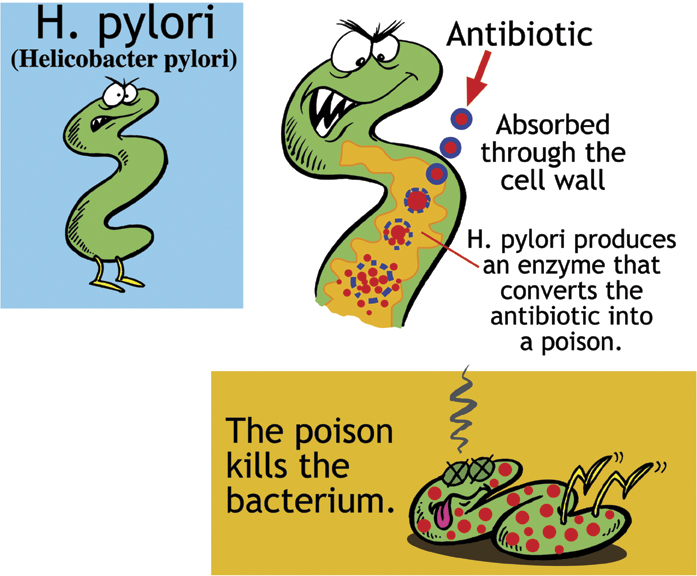 H. pylori
(Helicobacter pylori)
Antibiotic
Absorbed
through the
cell wall
H. pylori produces
an enzyme that
converts the
antibiotic into
a poison.
The poison
kills the
bacterium.